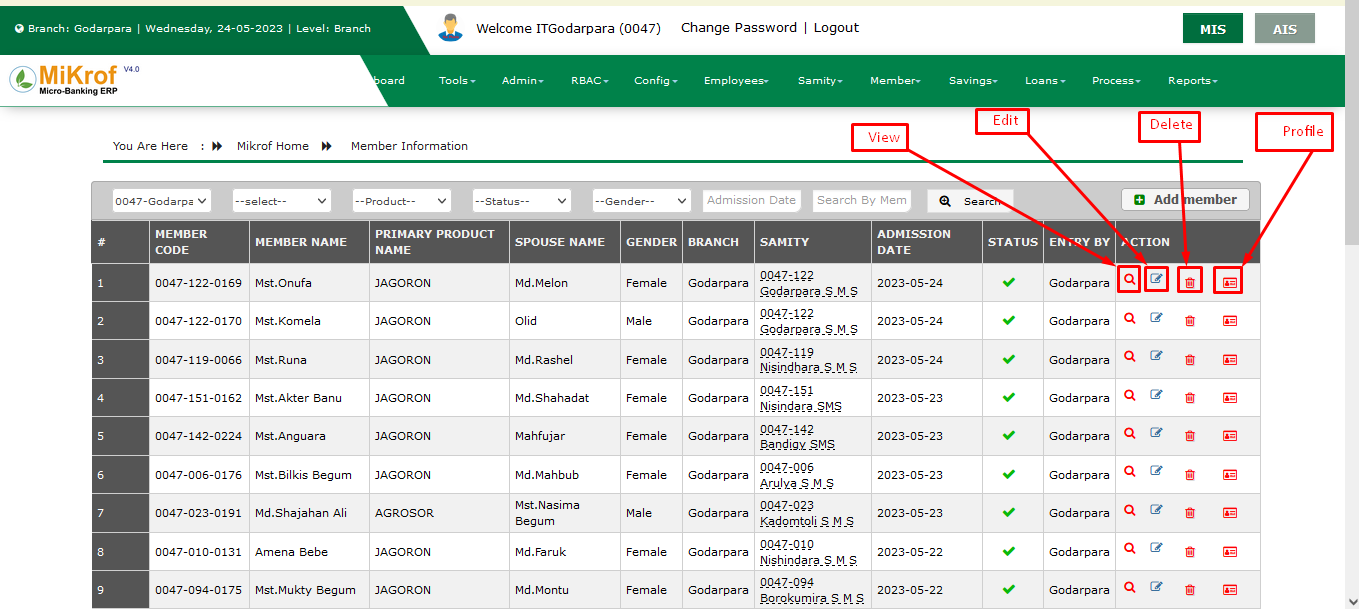 Branch: Godarpara | Wednesday, 24-05-2023 | Level: Branch
Welcome ITGodarpara (0047) Change Password | Logout
MIS AIS
MiKrof V4.0
Micro-Banking ERP
board Tools Admin RBAC Config Employees Samity Member Savings Loans Process Reports
View Edit Delete Profile
You Are Here : Mikrof Home Member Information
0047-Godarpa --select-- --Product-- --Status-- --Gender-- Admission Date Search By Mem Search Add member
# MEMBER CODE MEMBER NAME PRIMARY PRODUCT NAME SPOUSE NAME GENDER BRANCH SAMITY ADMISSION DATE STATUS ENTRY BY ACTION
1 0047-122-0169 Mst.Onufa JAGORON Md.Melon Female Godarpara 0047-122 Godarpara S M S 2023-05-24 Godarpara
2 0047-122-0170 Mst.Komela JAGORON Olid Male Godarpara 0047-122 Godarpara S M S 2023-05-24 Godarpara
3 0047-119-0066 Mst.Runa JAGORON Md.Rashel Female Godarpara 0047-119 Nisindhara S M S 2023-05-24 Godarpara
4 0047-151-0162 Mst.Akter Banu JAGORON Md.Shahadat Female Godarpara 0047-151 Nisindara SMS 2023-05-23 Godarpara
5 0047-142-0224 Mst.Anguara JAGORON Mahfujar Female Godarpara 0047-142 Bandigy SMS 2023-05-23 Godarpara
6 0047-006-0176 Mst.Bilkis Begum JAGORON Md.Mahbub Female Godarpara 0047-006 Arulya S M S 2023-05-23 Godarpara
7 0047-023-0191 Md.Shajahan Ali AGROSOR Mst.Nasima Begum Male Godarpara 0047-023 Kadomtoli S M S 2023-05-23 Godarpara
8 0047-010-0131 Amena Bebe JAGORON Md.Faruk Female Godarpara 0047-010 Nishindara S M S 2023-05-22 Godarpara
9 0047-094-0175 Mst.Mukty Begum JAGORON Md.Montu Female Godarpara 0047-094 Borokumira S M S 2023-05-22 Godarpara